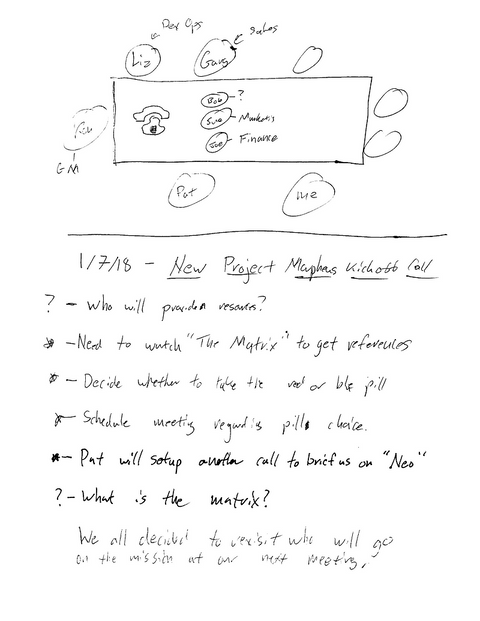 Dev Ops
Sales
Liz
Gary
Bob - ?
Sue - Marketing
Joe - Finance
Rob
GM
Pat
me
1/7/18 - New Project Morpheus Kickoff Call
? - Who will provide resources?
* - Need to watch "The Matrix" to get references
* - Decide whether to take the red or blue pill
* - Schedule meeting regarding pill choice.
* - Pat will setup another call to brief us on "Neo"
? - What is the matrix?
We all decided to revisit who will go
on the mission at our next meeting.